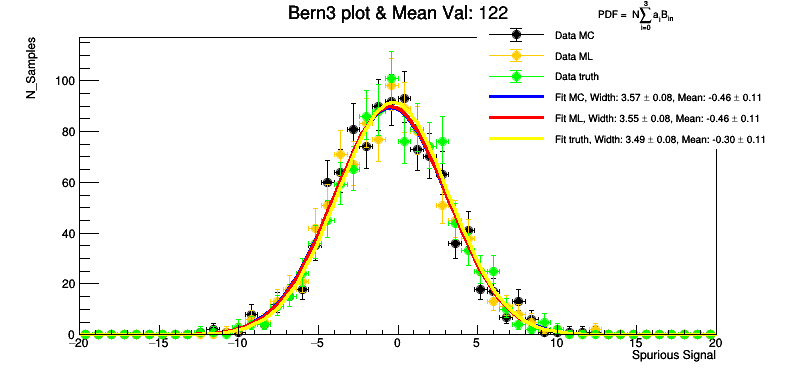 Bern3 plot & Mean Val: 122
PDF = N∑ aᵢBᵢₙ
3
i=0
Data MC
Data ML
Data truth
Fit MC, Width: 3.57 ± 0.08, Mean: -0.46 ± 0.11
Fit ML, Width: 3.55 ± 0.08, Mean: -0.46 ± 0.11
Fit truth, Width: 3.49 ± 0.08, Mean: -0.30 ± 0.11
N_Samples
100
80
60
40
20
0
−20 −15 −10 −5 0 5 10 15 20
Spurious Signal